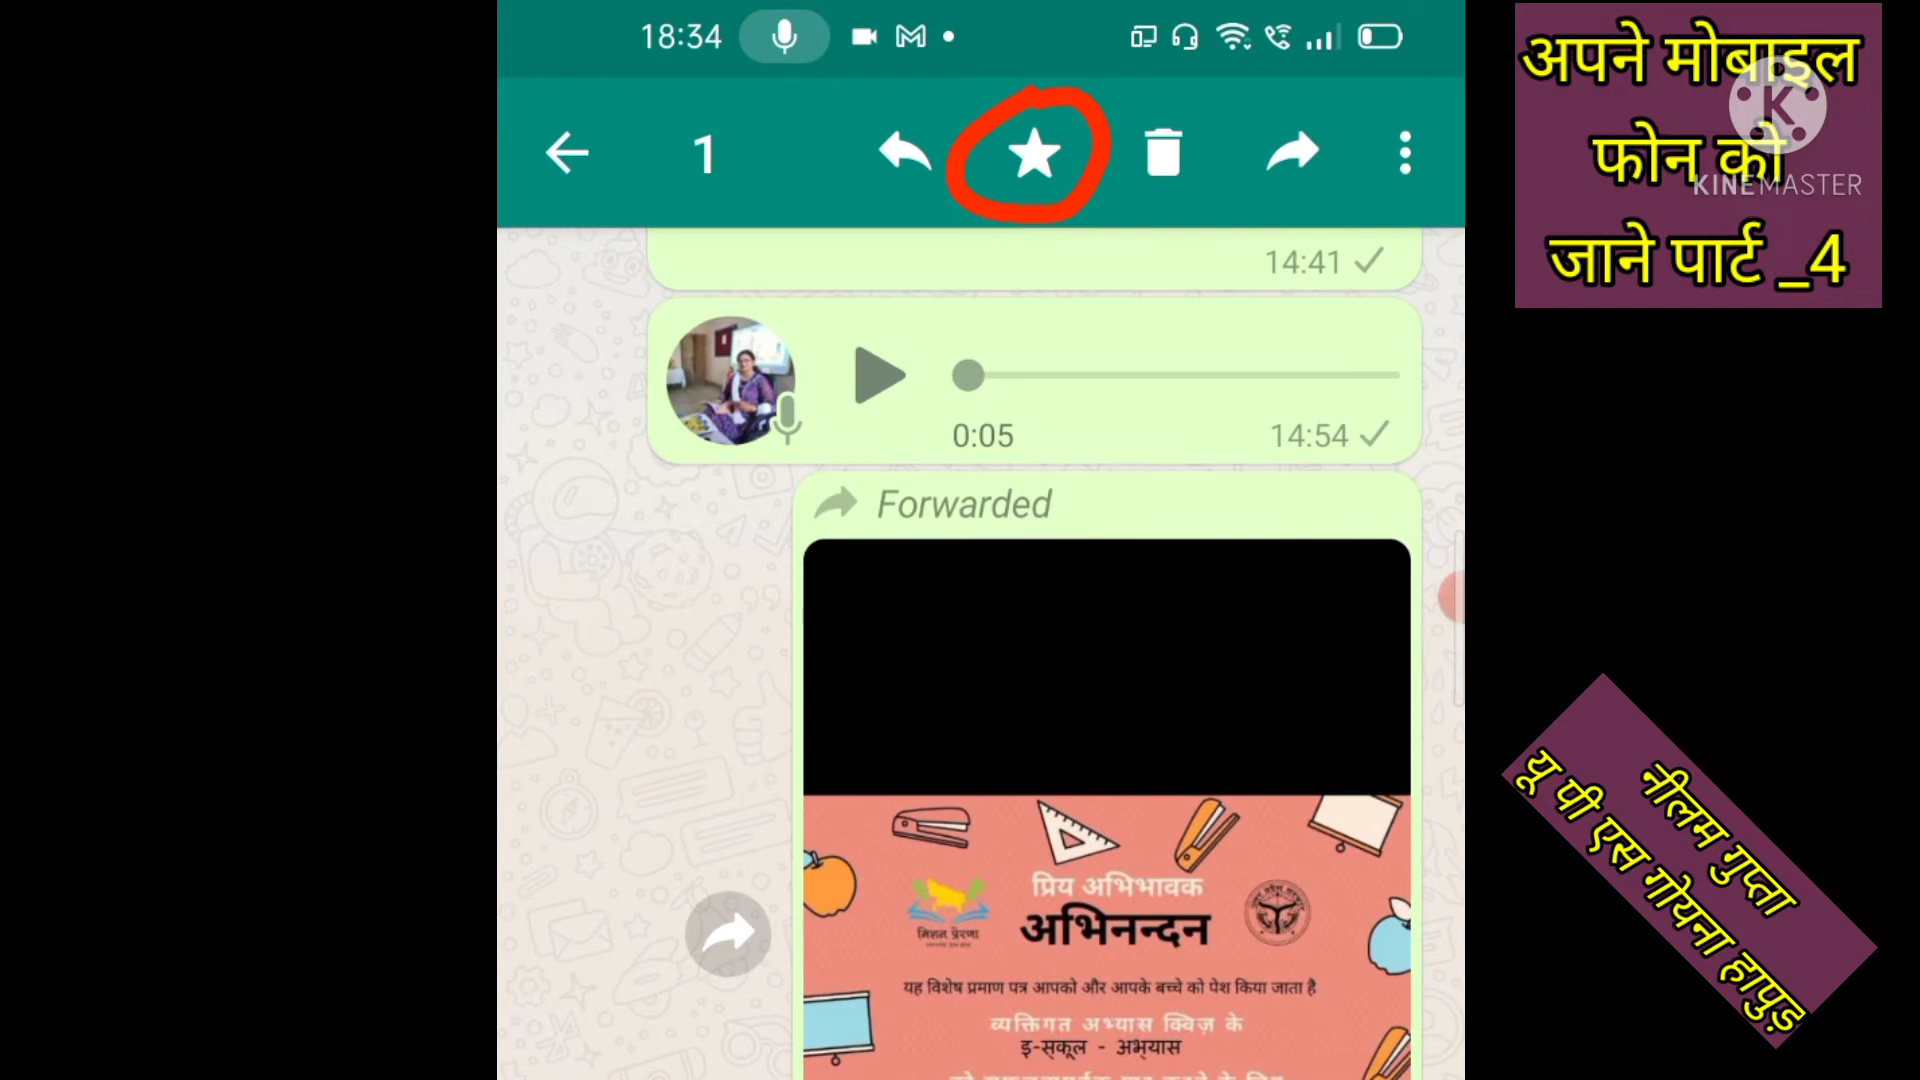 18:34
1
14:41
0:05
14:54
Forwarded
प्रिय अभिभावक
अभिनन्दन
मिशन प्रेरणा
यह विशेष प्रमाण पत्र आपको और आपके बच्चे को पेश किया जाता है
व्यक्तिगत अभ्यास क्विज़ के
इ-स्कूल - अभ्यास
अपने मोबाइल
फोन को
जाने पार्ट _4
K
KINEMASTER
नीलम गुप्ता
यू पी एस गोयना हापुड़